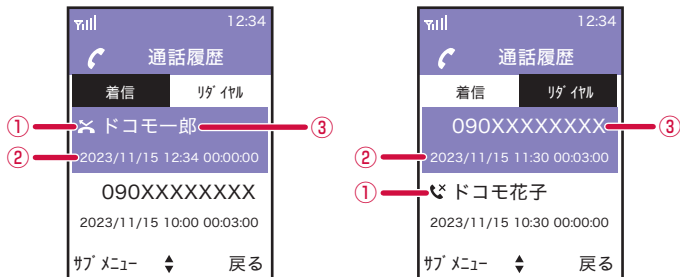 12:34
通話履歴
着信 ﾘﾀﾞｲﾔﾙ
① ドコモ一郎 ③
② 2023/11/15 12:34 00:00:00
090XXXXXXXX
2023/11/15 10:00 00:03:00
ｻﾌﾞﾒﾆｭｰ 戻る
12:34
通話履歴
着信 ﾘﾀﾞｲﾔﾙ
090XXXXXXXX ③
② 2023/11/15 11:30 00:03:00
① ドコモ花子
2023/11/15 10:30 00:00:00
ｻﾌﾞﾒﾆｭｰ 戻る